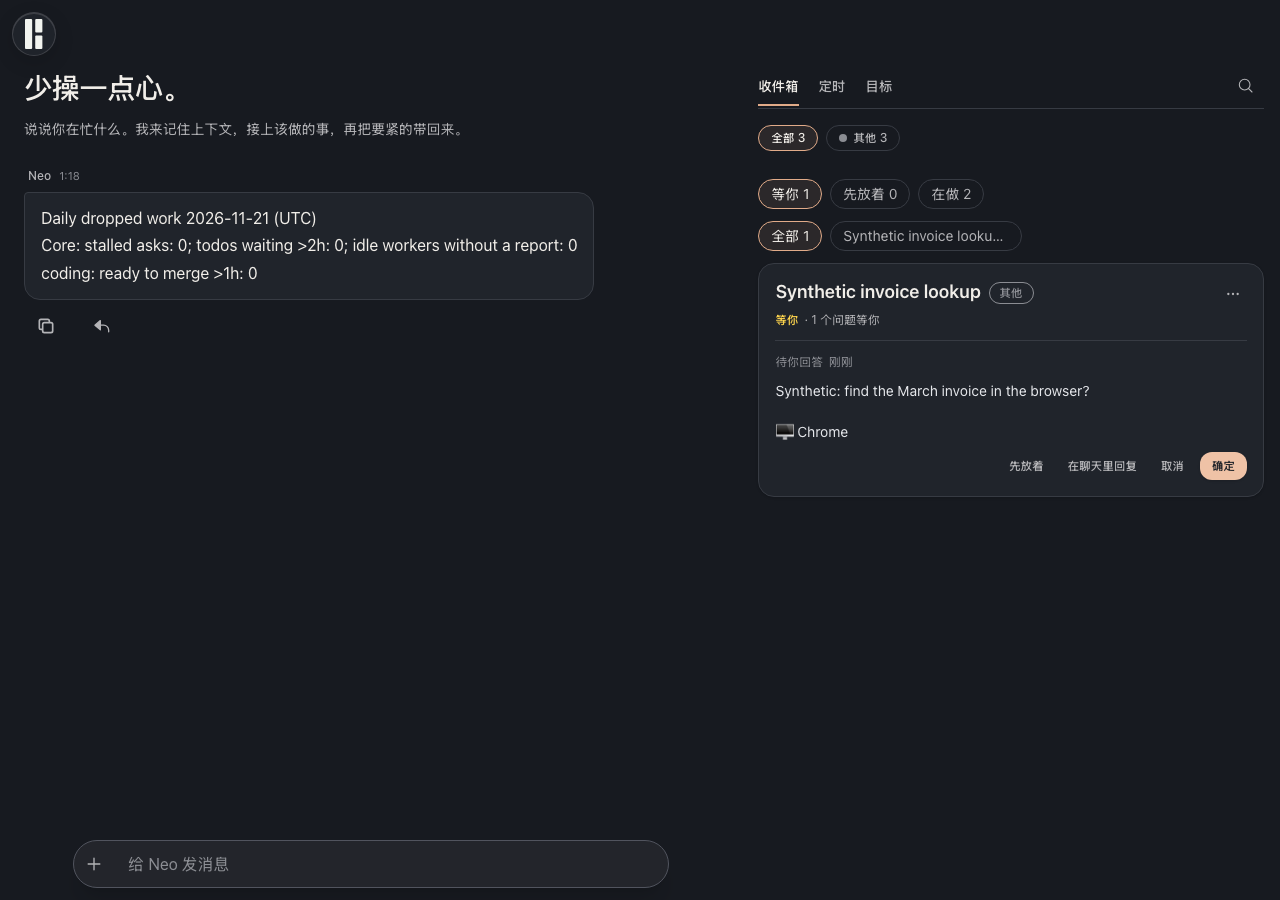 少操一点心。
说说你在忙什么。我来记住上下文，接上该做的事，再把要紧的带回来。
Neo 1:18
Daily dropped work 2026-11-21 (UTC)
Core: stalled asks: 0; todos waiting >2h: 0; idle workers without a report: 0
coding: ready to merge >1h: 0
给 Neo 发消息
收件箱 定时 目标
全部 3 其他 3
等你 1 先放着 0 在做 2
全部 1 Synthetic invoice looku...
Synthetic invoice lookup 其他
等你 · 1 个问题等你
待你回答 刚刚
Synthetic: find the March invoice in the browser?
Chrome
先放着 在聊天里回复 取消 确定